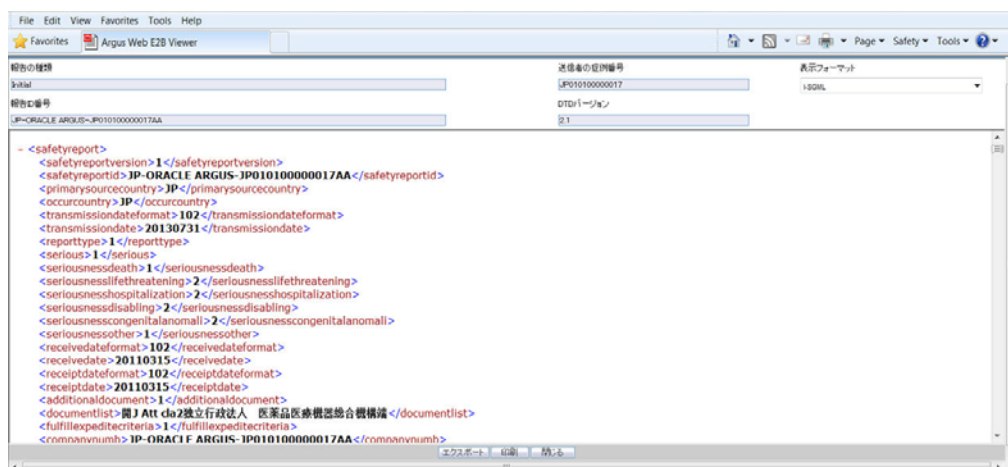 File Edit View Favorites Tools Help
Favorites Argus Web E2B Viewer Page Safety Tools
報告の種類 送信者の症例番号 表示フォーマット
Initial JP010100000017 I-SGML
報告ID番号 DTDバージョン
JP-ORACLE ARGUS-JP010100000017AA 2.1
- <safetyreport>
<safetyreportversion>1</safetyreportversion>
<safetyreportid>JP-ORACLE ARGUS-JP010100000017AA</safetyreportid>
<primarysourcecountry>JP</primarysourcecountry>
<occurcountry>JP</occurcountry>
<transmissiondateformat>102</transmissiondateformat>
<transmissiondate>20130731</transmissiondate>
<reporttype>1</reporttype>
<serious>1</serious>
<seriousnessdeath>1</seriousnessdeath>
<seriousnesslifethreatening>2</seriousnesslifethreatening>
<seriousnesshospitalization>2</seriousnesshospitalization>
<seriousnessdisabling>2</seriousnessdisabling>
<seriousnesscongenitalanomali>2</seriousnesscongenitalanomali>
<seriousnessother>1</seriousnessother>
<receivedateformat>102</receivedateformat>
<receivedate>20110315</receivedate>
<receiptdateformat>102</receiptdateformat>
<receiptdate>20110315</receiptdate>
<additionaldocument>1</additionaldocument>
<documentlist>開J Att cla2独立行政法人 医薬品医療機器総合機構端</documentlist>
<fulfillexpeditecriteria>1</fulfillexpeditecriteria>
<companynumb>JP-ORACLE ARGUS-JP010100000017AA</companynumb>
エクスポート 印刷 閉じる